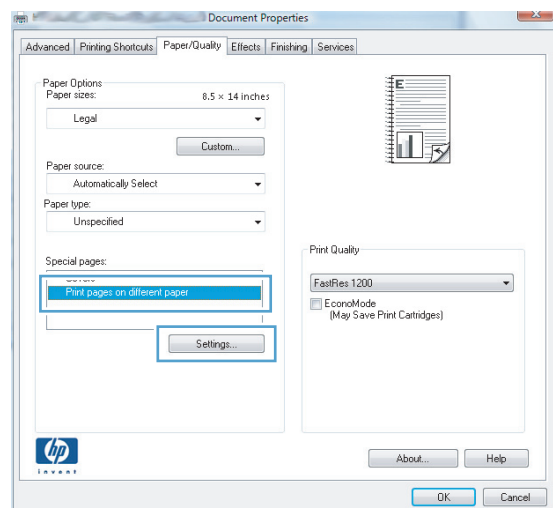 Document Properties
Advanced Printing Shortcuts Paper/Quality Effects Finishing Services
Paper Options
Paper sizes: 8.5 × 14 inches
Legal
Custom...
Paper source:
Automatically Select
Paper type:
Unspecified
Special pages:
Print pages on different paper
Settings...
E
Print Quality
FastRes 1200
EconoMode
(May Save Print Cartridges)
hp
invent
About... Help
OK Cancel